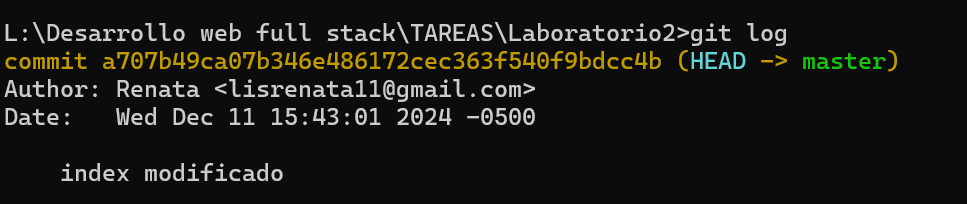 L:\Desarrollo web full stack\TAREAS\Laboratorio2>git log
commit a707b49ca07b346e486172cec363f540f9bdcc4b (HEAD -> master)
Author: Renata <lisrenata11@gmail.com>
Date:   Wed Dec 11 15:43:01 2024 -0500
index modificado